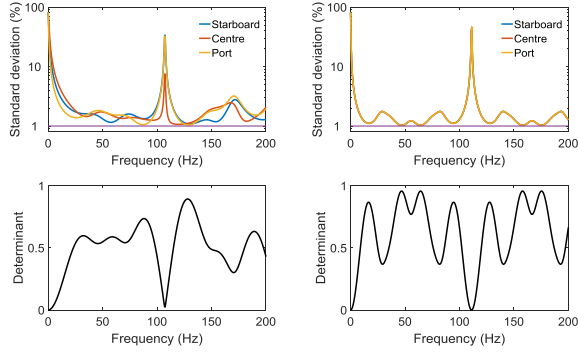 Standard deviation (%)
100
10
1
Starboard
Centre
Port
0 50 100 150 200
Frequency (Hz)
Standard deviation (%)
100
10
1
Starboard
Centre
Port
0 50 100 150 200
Frequency (Hz)
Determinant
1
0.5
0
0 50 100 150 200
Frequency (Hz)
Determinant
1
0.5
0
0 50 100 150 200
Frequency (Hz)